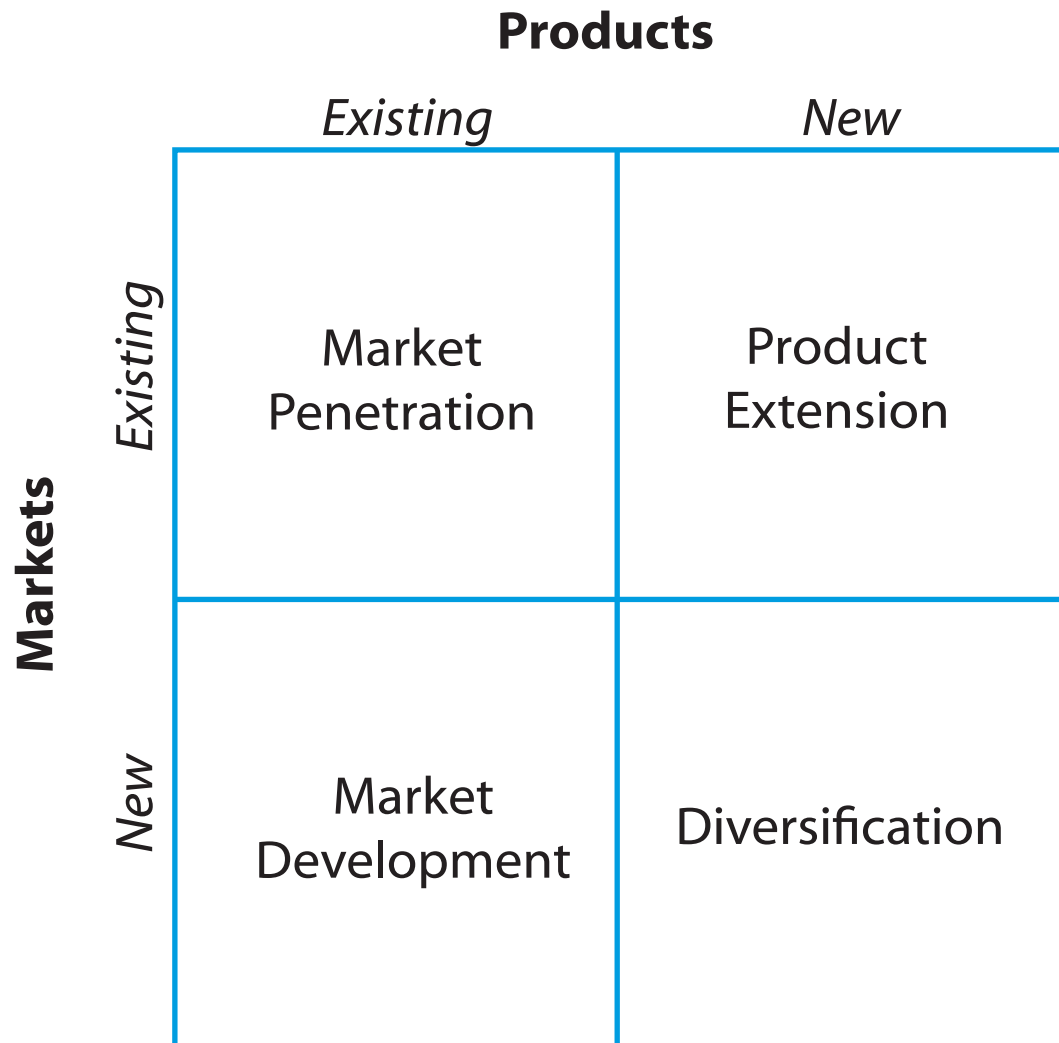 Products
Existing
New
Markets
Existing
Market
Penetration
Product
Extension
New
Market
Development
Diversification